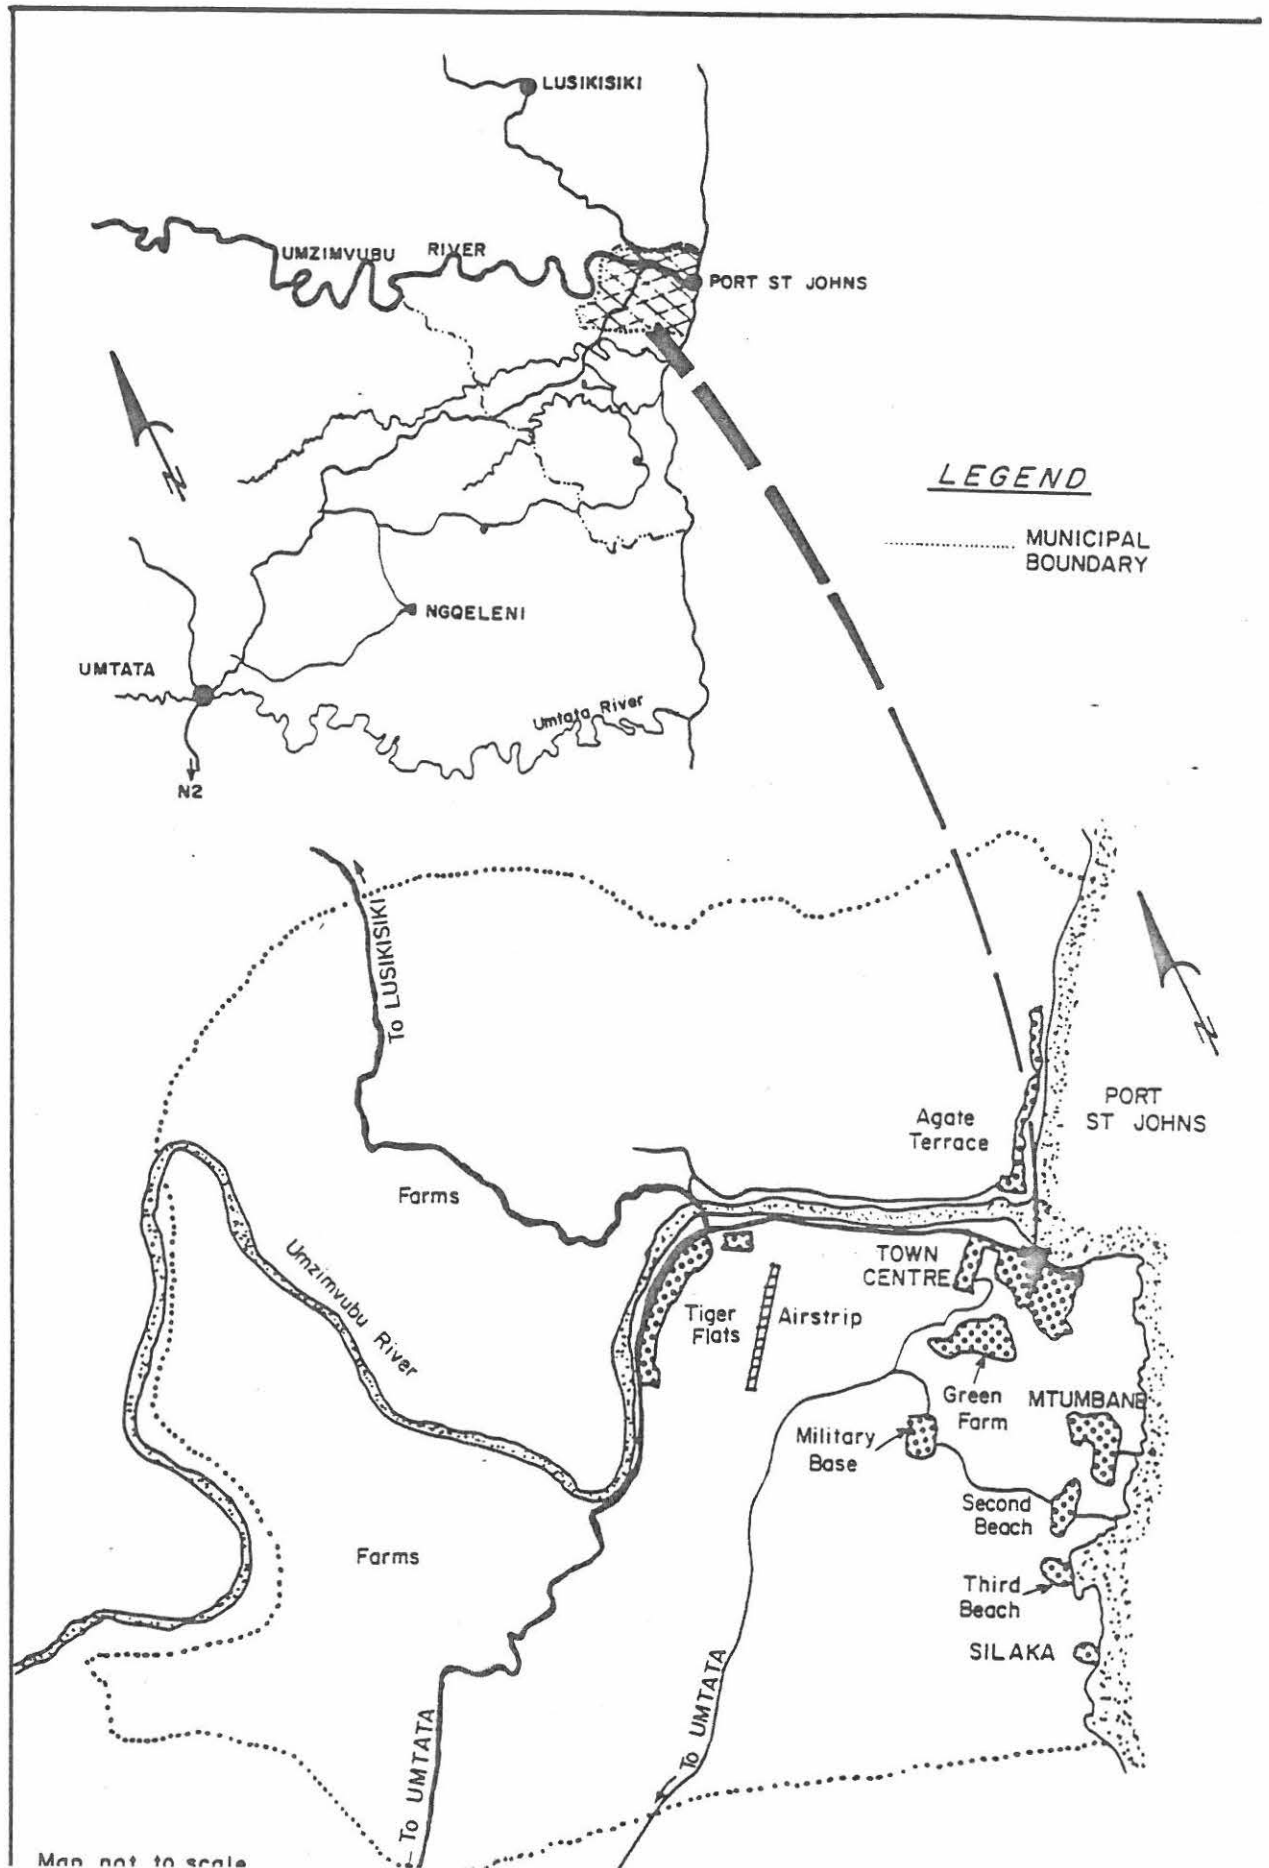 LUSIKISIKI
UMZIMVUBU RIVER
PORT ST JOHNS
LEGEND
MUNICIPAL
BOUNDARY
NGQELENI
UMTATA
Umtata River
N2
To LUSIKISIKI
PORT
ST JOHNS
Agate
Terrace
Farms
Umzimvubu River
TOWN
CENTRE
Tiger
Flats
Airstrip
Green
Farm
MTUMBANE
Military
Base
Second
Beach
Farms
Third
Beach
SILAKA
To UMTATA
To UMTATA
Map not to scale